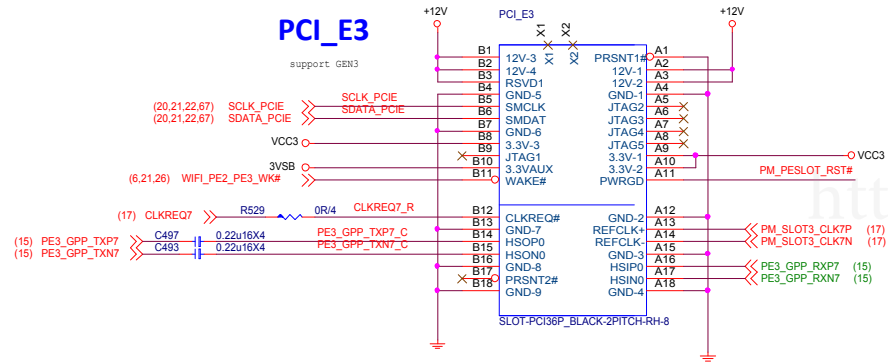 +12V
PCI_E3
X1
X2
+12V
PCI_E3
support GEN3
X1
X2
B1 12V-3 PRSNT1# A1
B2 12V-4 12V-1 A2
B3 RSVD1 12V-2 A3
B4 GND-5 GND-1 A4
(20,21,22,67) SCLK_PCIE SCLK_PCIE B5 SMCLK JTAG2 A5
(20,21,22,67) SDATA_PCIE SDATA_PCIE B6 SMDAT JTAG3 A6
B7 GND-6 JTAG4 A7
VCC3 B8 3.3V-3 JTAG5 A8
B9 JTAG1 3.3V-1 A9 VCC3
3VSB B10 3.3VAUX 3.3V-2 A10
(6,21,26) WIFI_PE2_PE3_WK# B11 WAKE# PWRGD A11 PM_PESLOT_RST#
htt
(17) CLKREQ7 R529 0R/4 CLKREQ7_R B12 CLKREQ# GND-2 A12
B13 GND-7 REFCLK+ A13 PM_SLOT3_CLK7P (17)
(15) PE3_GPP_TXP7 C497 0.22u16X4 PE3_GPP_TXP7_C B14 HSOP0 REFCLK- A14 PM_SLOT3_CLK7N (17)
(15) PE3_GPP_TXN7 C493 0.22u16X4 PE3_GPP_TXN7_C B15 HSON0 GND-3 A15
B16 GND-8 HSIP0 A16 PE3_GPP_RXP7 (15)
B17 PRSNT2# HSIN0 A17 PE3_GPP_RXN7 (15)
B18 GND-9 GND-4 A18
SLOT-PCI36P_BLACK-2PITCH-RH-8